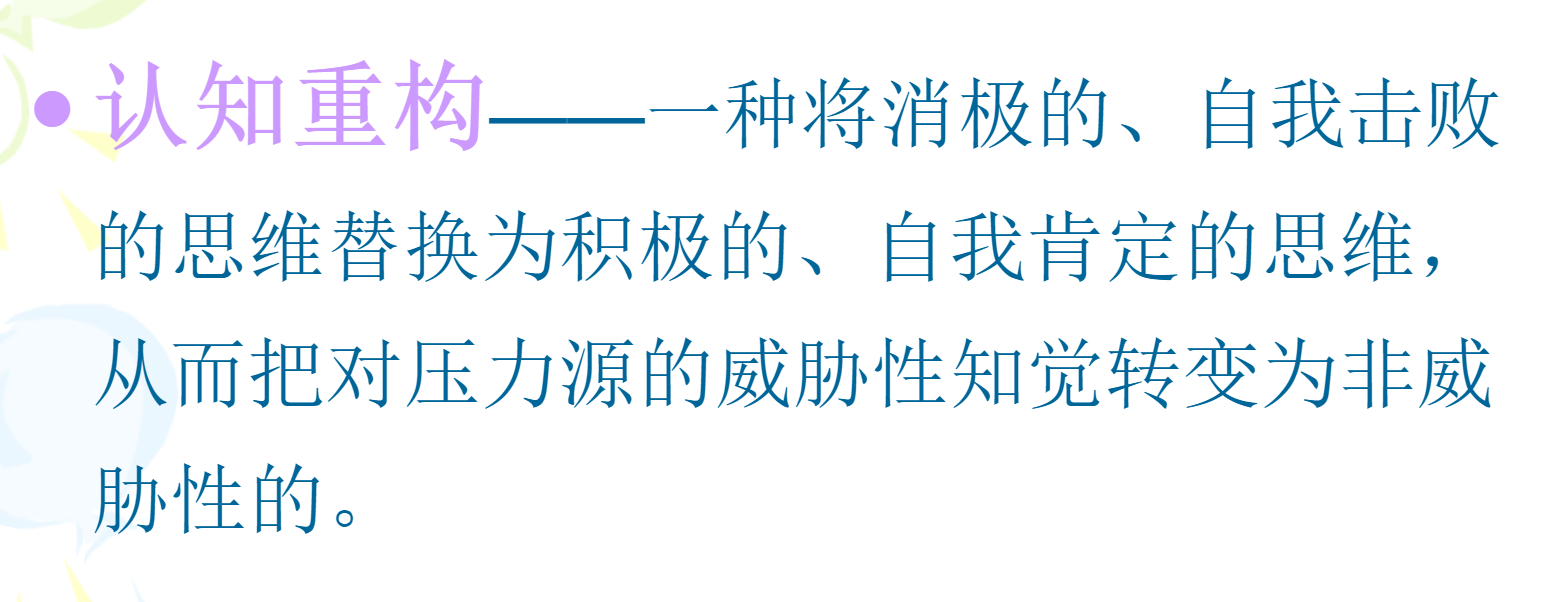 •认知重构——一种将消极的、自我击败
的思维替换为积极的、自我肯定的思维，
从而把对压力源的威胁性知觉转变为非威
胁性的。